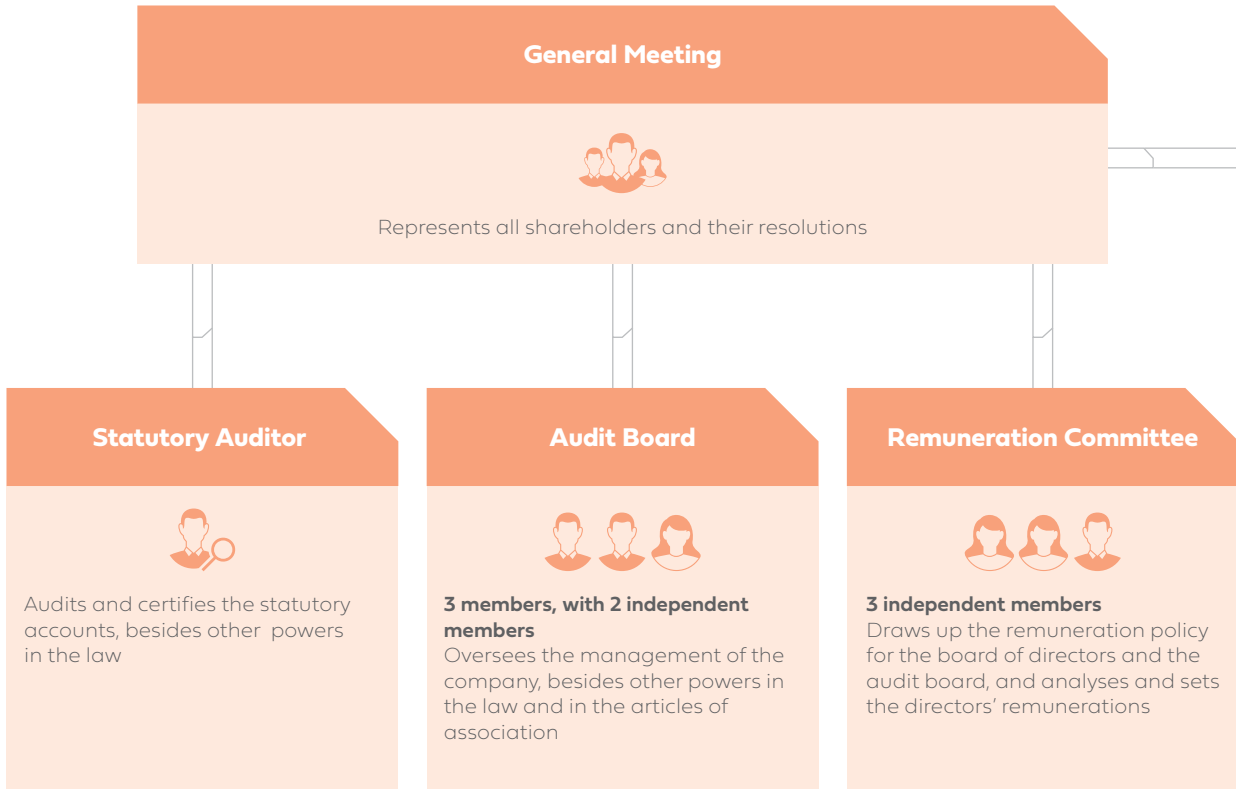 General Meeting
Represents all shareholders and their resolutions
Statutory Auditor
Audits and certifies the statutory
accounts, besides other powers
in the law
Audit Board
3 members, with 2 independent
members
Oversees the management of the
company, besides other powers in
the law and in the articles of
association
Remuneration Committee
3 independent members
Draws up the remuneration policy
for the board of directors and the
audit board, and analyses and sets
the directors’ remunerations